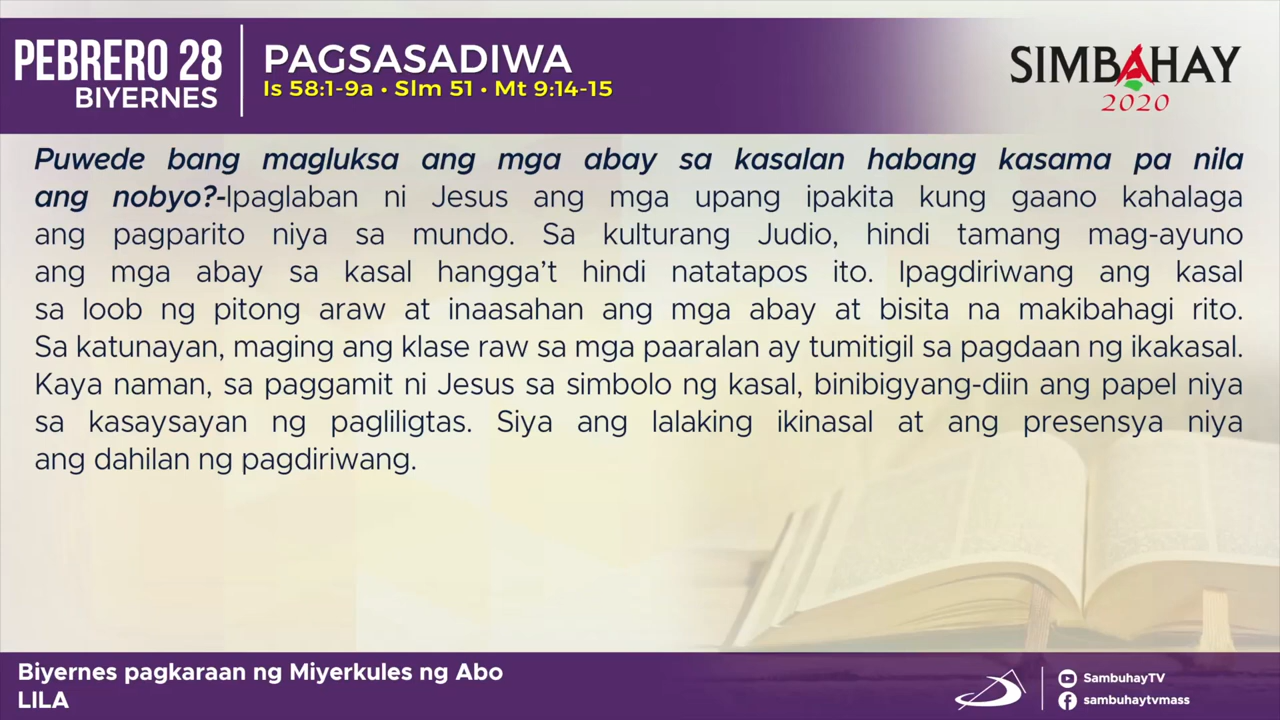 PEBRERO 28
BIYERNES
PAGSASADIWA
Is 58:1-9a • Slm 51 • Mt 9:14-15
SIMBAHAY
2020
Puwede bang magluksa ang mga abay sa kasalan habang kasama pa nila
ang nobyo?-Ipaglaban ni Jesus ang mga upang ipakita kung gaano kahalaga
ang pagparito niya sa mundo. Sa kulturang Judio, hindi tamang mag-ayuno
ang mga abay sa kasal hangga't hindi natatapos ito. Ipagdiriwang ang kasal
sa loob ng pitong araw at inaasahan ang mga abay at bisita na makibahagi rito.
Sa katunayan, maging ang klase raw sa mga paaralan ay tumitigil sa pagdaan ng ikakasal.
Kaya naman, sa paggamit ni Jesus sa simbolo ng kasal, binibigyang-diin ang papel niya
sa kasaysayan ng pagliligtas. Siya ang lalaking ikinasal at ang presensya niya
ang dahilan ng pagdiriwang.
Biyernes pagkaraan ng Miyerkules ng Abo
LILA
SambuhayTV
sambuhaytvmass